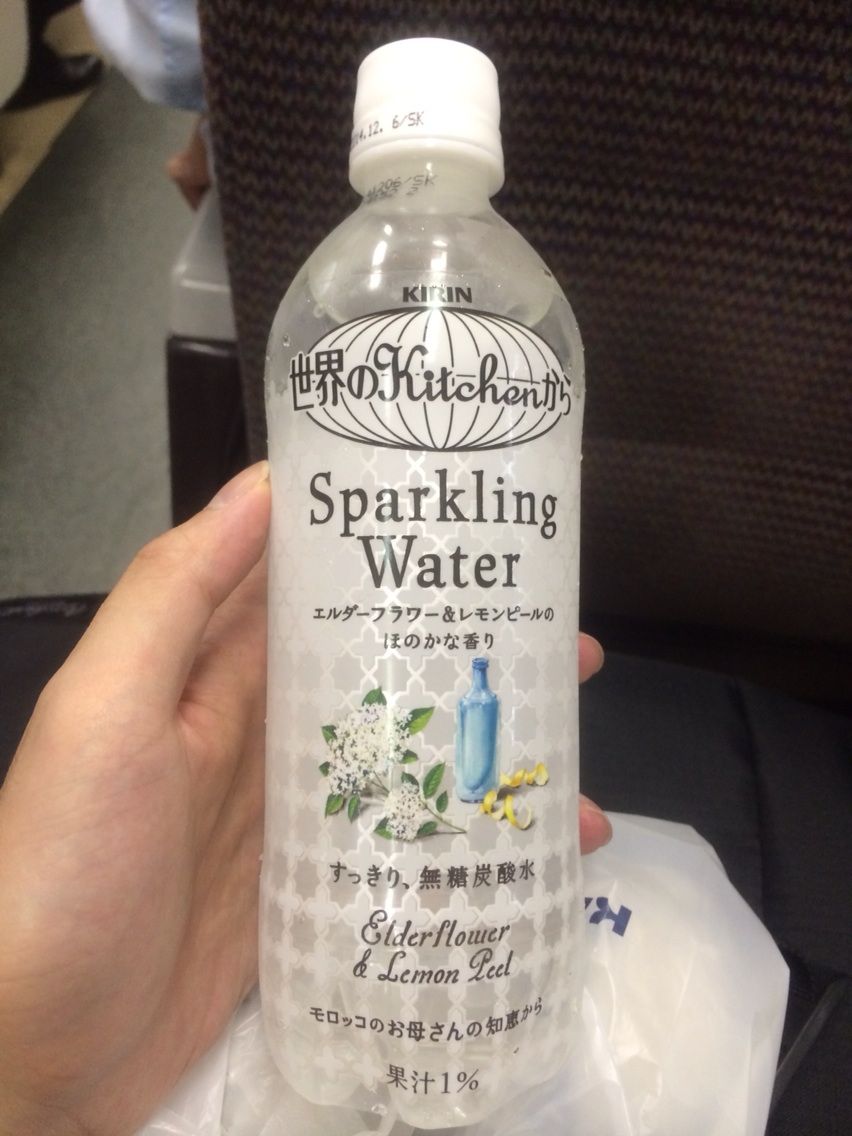 12. 6/SK
KIRIN
世界のKitchenから
Sparkling
Water
エルダーフラワー&レモンピールの
ほのかな香り
すっきり、無糖炭酸水
Elderflower
& Lemon Peel
モロッコのお母さんの知恵から
果汁1%